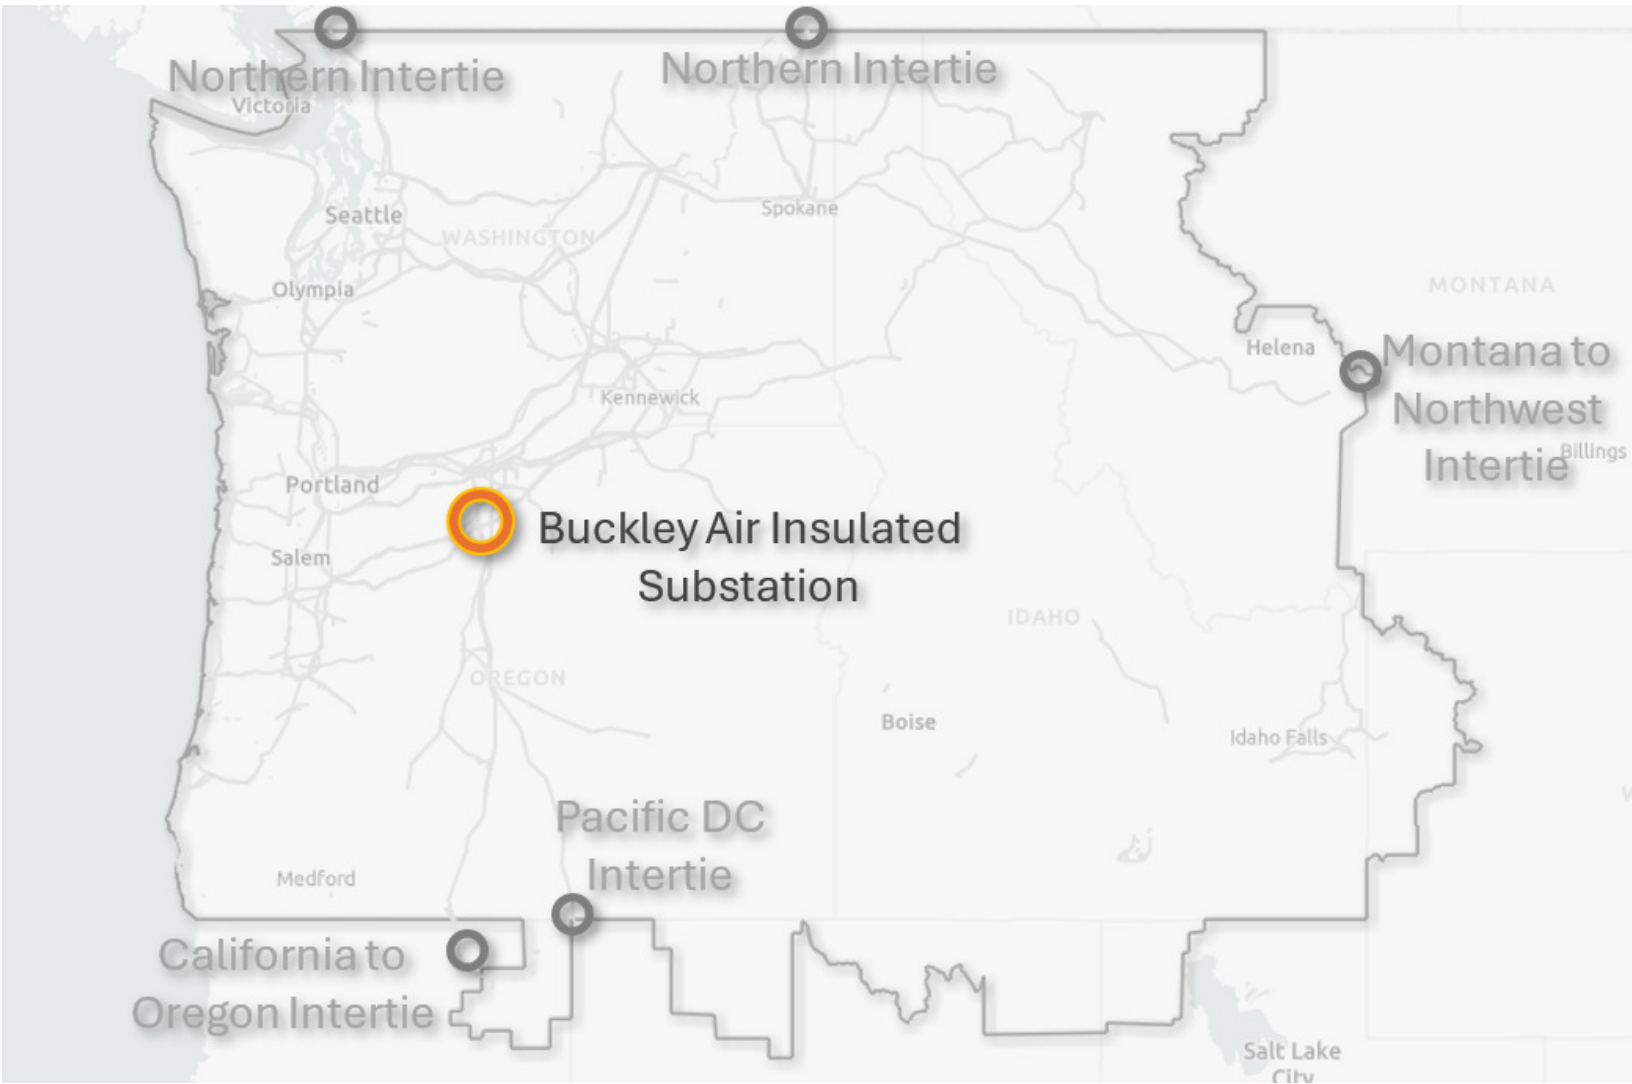 Northern Intertie
Northern Intertie
Victoria
Seattle
Spokane
WASHINGTON
Olympia
MONTANA
Helena
Montana to
Northwest
Intertie
Billings
Kennewick
Portland
Buckley Air Insulated
Substation
Salem
IDAHO
OREGON
Boise
Idaho Falls
Pacific DC
Intertie
Medford
California to
Oregon Intertie
Salt Lake
City